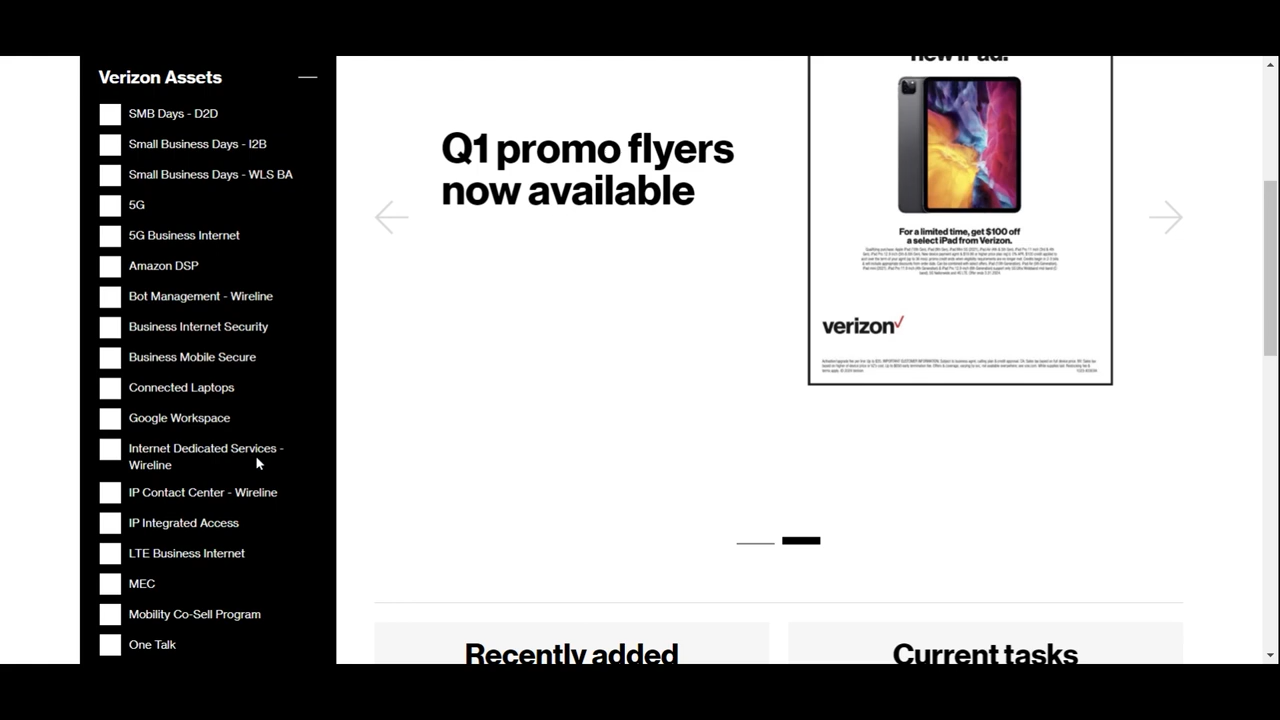 Verizon Assets
SMB Days - D2D
Small Business Days - I2B
Small Business Days - WLS BA
5G
5G Business Internet
Amazon DSP
Bot Management - Wireline
Business Internet Security
Business Mobile Secure
Connected Laptops
Google Workspace
Internet Dedicated Services -
Wireline
IP Contact Center - Wireline
IP Integrated Access
LTE Business Internet
MEC
Mobility Co-Sell Program
One Talk
Q1 promo flyers
now available
new iPad.
For a limited time, get $100 off
a select iPad from Verizon.
verizon
Recently added
Current tasks